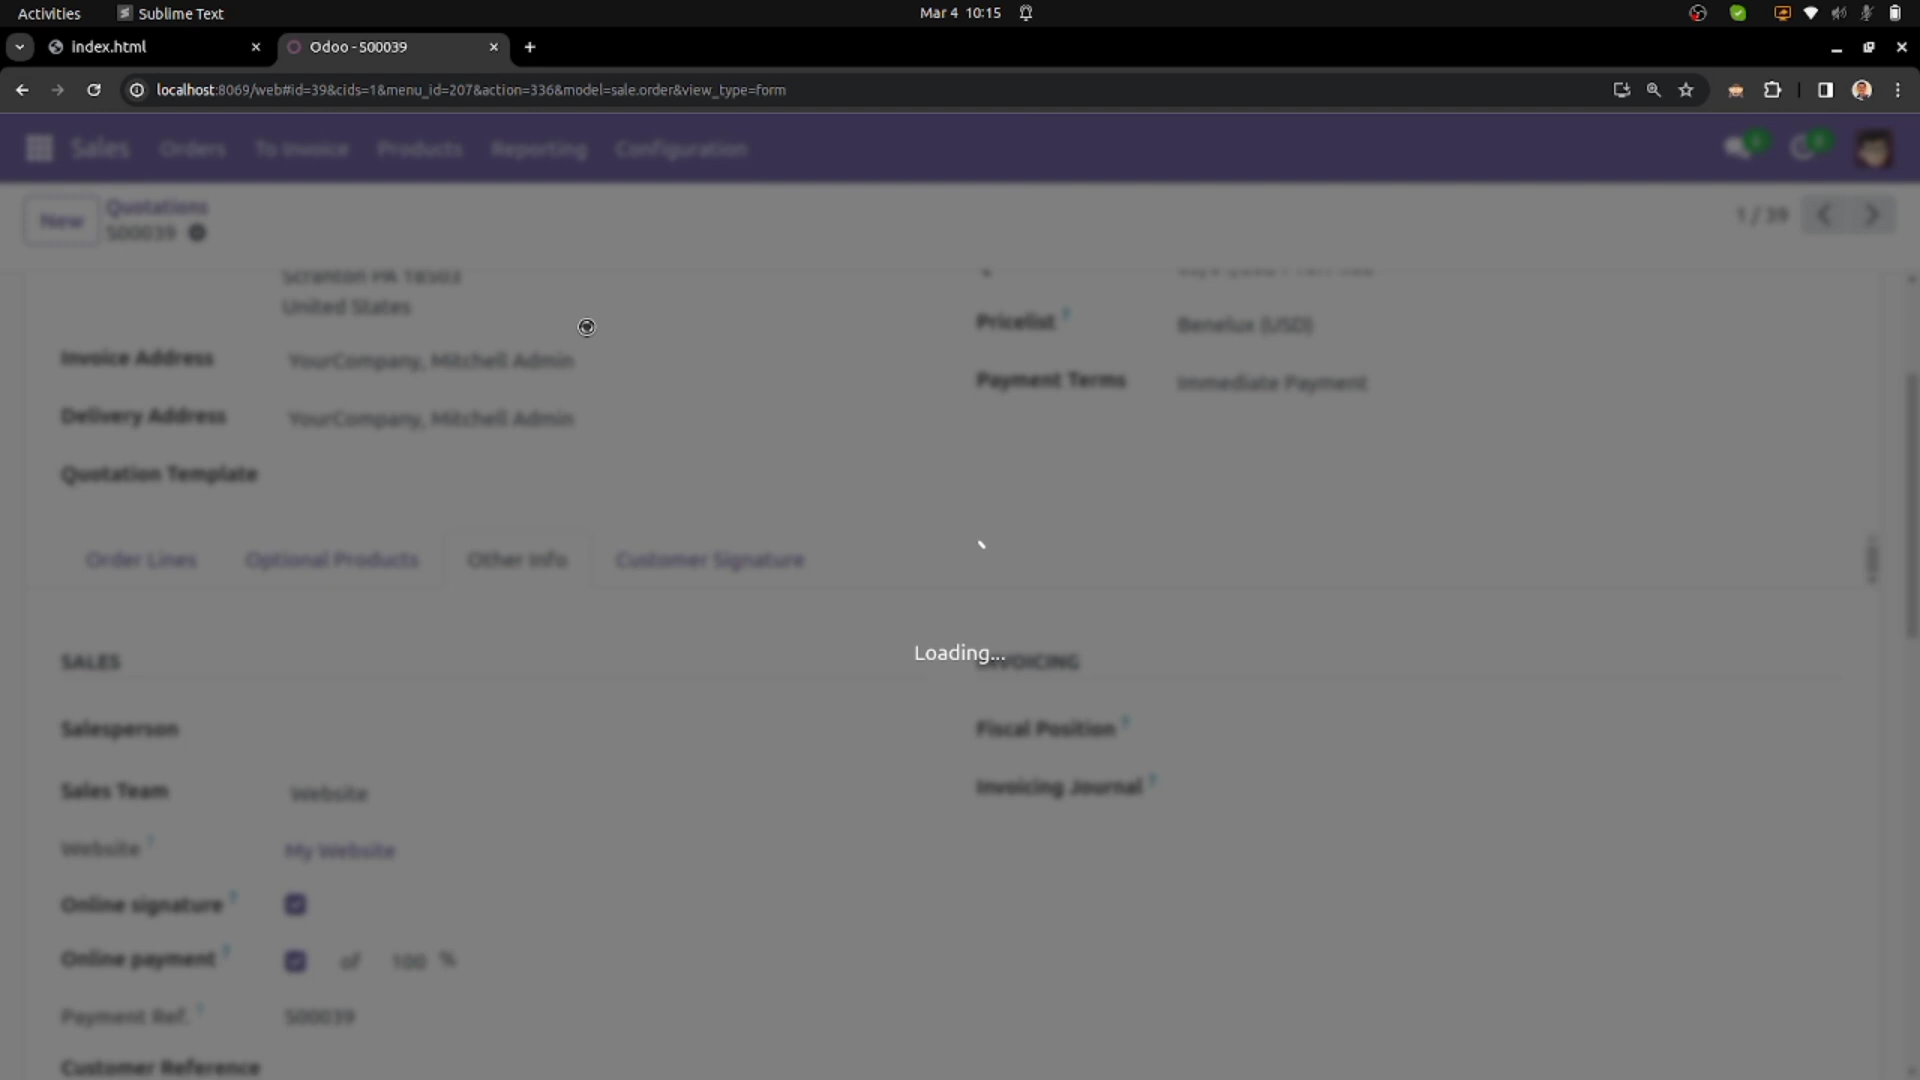 Activities Sublime Text Mar 4 10:15
index.html Odoo - S00039
localhost:8069/web#id=39&cids=1&menu_id=207&action=336&model=sale.order&view_type=form
Sales Orders To Invoice Products Reporting Configuration
New Quotations
S00039
1 / 39
Scranton PA 18503
United States
Pricelist ? Benelux (USD)
Invoice Address YourCompany, Mitchell Admin
Payment Terms Immediate Payment
Delivery Address YourCompany, Mitchell Admin
Quotation Template
Order Lines Optional Products Other Info Customer Signature
Loading...
SALES INVOICING
Salesperson
Fiscal Position ?
Sales Team Website
Invoicing Journal ?
Website ? My Website
Online signature ?
Online payment ? of 100 %
Payment Ref. ? S00039
Customer Reference